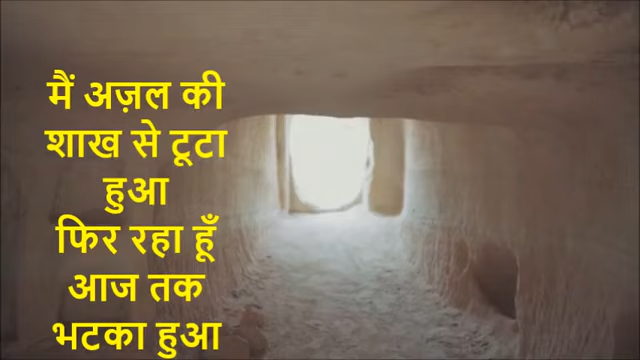 मैं अज़ल की
शाख से टूटा
हुआ
फिर रहा हूँ
आज तक
भटका हुआ